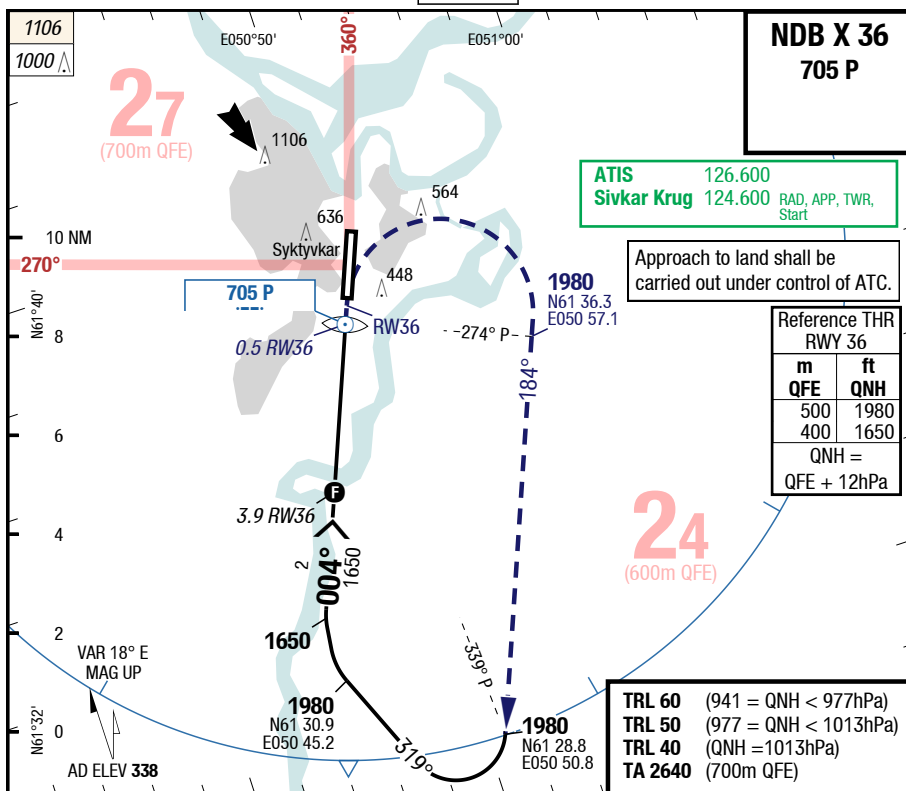 1106
1000
E050°50'
360°
E051°00'
NDB X 36
705 P
27
(700m QFE)
1106
ATIS 126.600
Sivkar Krug 124.600 RAD, APP, TWR,
Start
564
636
Syktyvkar
10 NM
270°
448
Approach to land shall be
carried out under control of ATC.
1980
N61 36.3
E050 57.1
705 P
N61°40'
RW36
0.5 RW36
8
274° P
184°
Reference THR
RWY 36
m ft
QFE QNH
500 1980
400 1650
QNH =
QFE + 12hPa
6
F
3.9 RW36
4
24
(600m QFE)
2
004°
1650
2
1650
339° P
VAR 18° E
MAG UP
1980
N61 30.9
E050 45.2
N61°32'
0
319°
1980
N61 28.8
E050 50.8
AD ELEV 338
TRL 60 (941 = QNH < 977hPa)
TRL 50 (977 = QNH < 1013hPa)
TRL 40 (QNH =1013hPa)
TA 2640 (700m QFE)